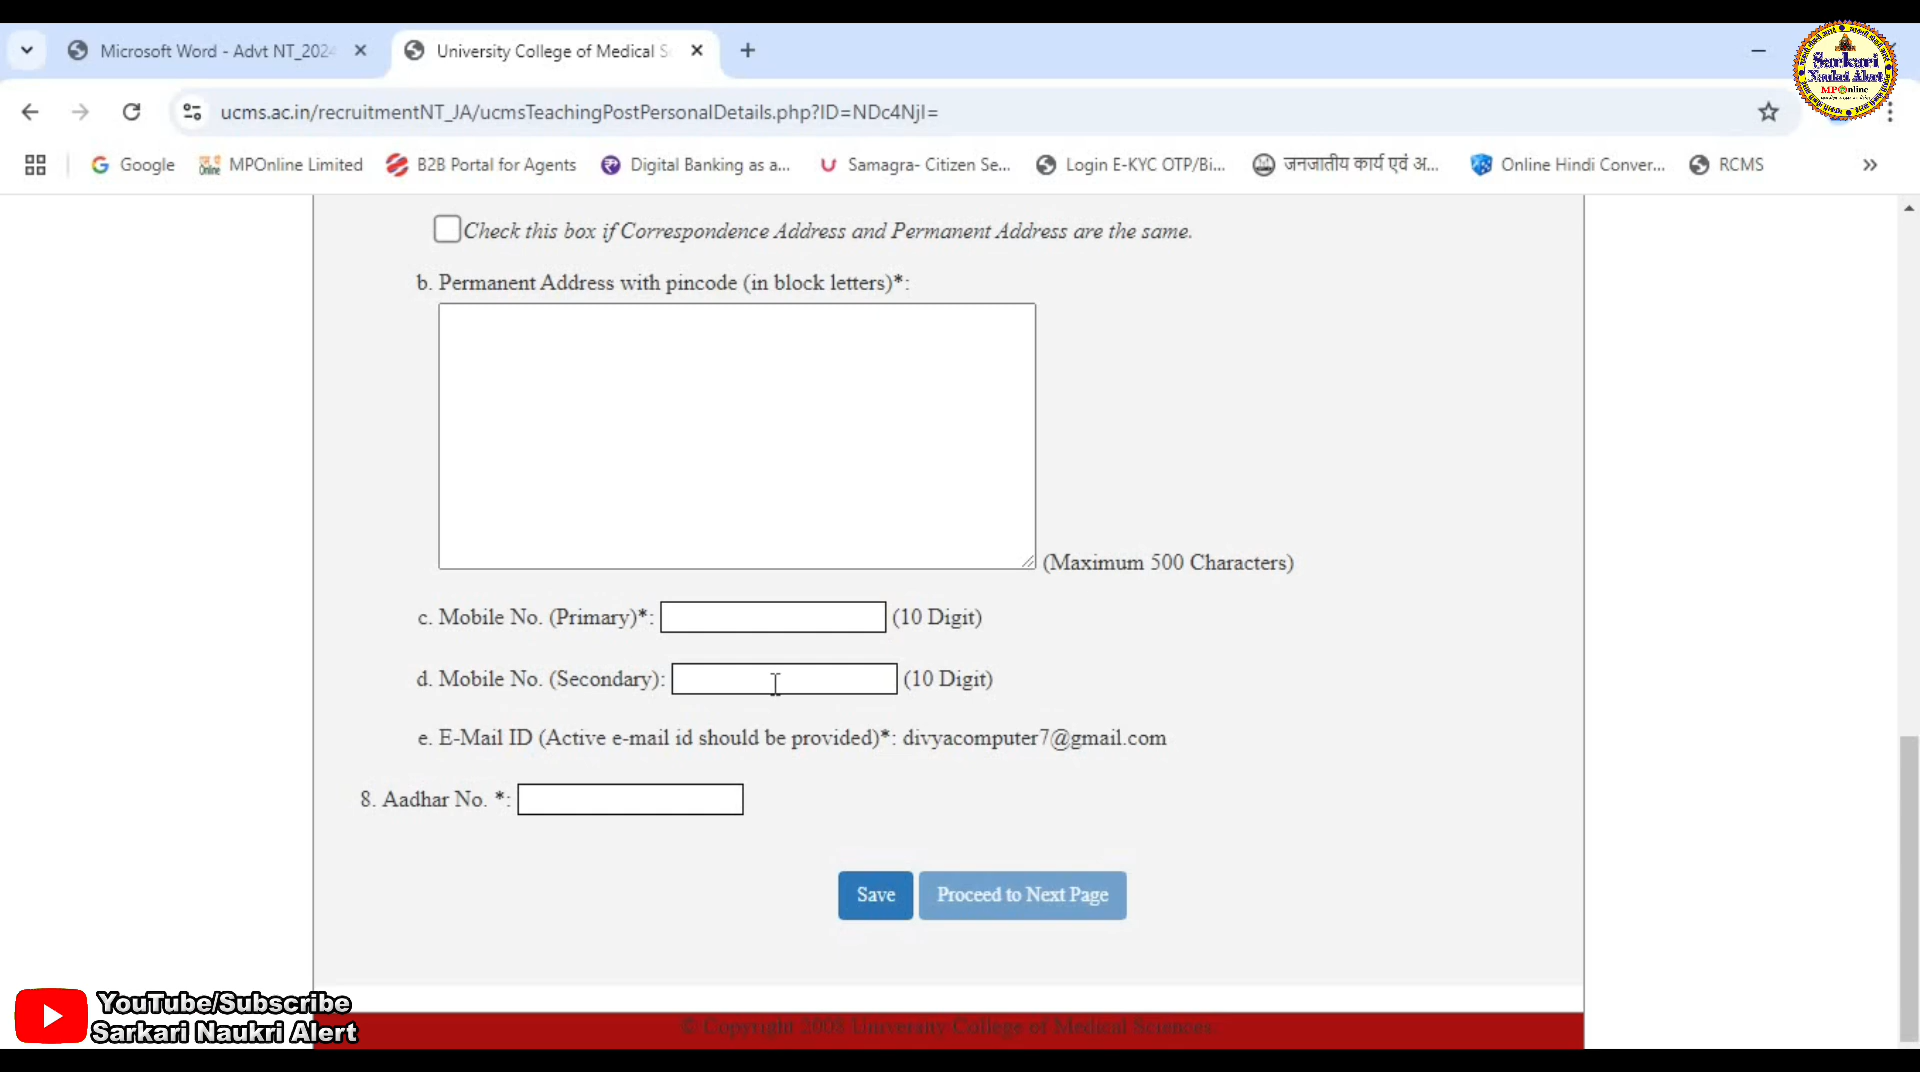 Microsoft Word - Advt NT_202
University College of Medical S
Sarkari
Naukri Alert
MPOnline
ucms.ac.in/recruitmentNT_JA/ucmsTeachingPostPersonalDetails.php?ID=NDc4NjI=
Google
MPOnline Limited
B2B Portal for Agents
Digital Banking as a...
Samagra- Citizen Se...
Login E-KYC OTP/Bi...
जनजातीय कार्य एवं अ...
Online Hindi Conver...
RCMS
Check this box if Correspondence Address and Permanent Address are the same.
b. Permanent Address with pincode (in block letters)*:
(Maximum 500 Characters)
c. Mobile No. (Primary)*: (10 Digit)
d. Mobile No. (Secondary): (10 Digit)
e. E-Mail ID (Active e-mail id should be provided)*: divyacomputer7@gmail.com
8. Aadhar No. *:
Save
Proceed to Next Page
YouTube/Subscribe
Sarkari Naukri Alert
© Copyright 2008 University College of Medical Sciences